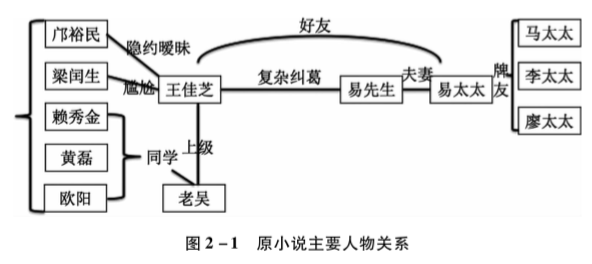 邝裕民
梁闰生
赖秀金
黄磊
欧阳
隐约暧昧
尴尬
同学
上级
王佳芝
老吴
好友
复杂纠葛
易先生
夫妻
易太太
牌友
马太太
李太太
廖太太
图2-1 原小说主要人物关系